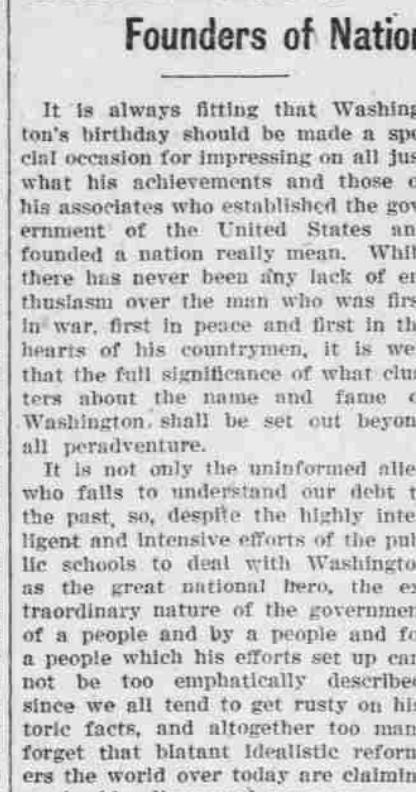 Founders of Natio
It is always fitting that Washing
ton's birthday should be made a spe
cial occasion for impressing on all jus
what his achievements and those o
his associates who established the gov
ernment of the United States an
founded a nation really mean. Whil
there has never been any lack of en
thusiasm over the man who was firs
in war, first in peace and first in th
hearts of his countrymen, it is we
that the full significance of what clus
ters about the name and fame o
Washington shall be set out beyon
all peradventure.
It is not only the uninformed alie
who fails to understand our debt t
the past, so, despite the highly inte
ligent and intensive efforts of the pub
lic schools to deal with Washingto
as the great national hero, the ex
traordinary nature of the governmen
of a people and by a people and fo
a people which his efforts set up can
not be too emphatically describe
since we all tend to get rusty on his
toric facts, and altogether too man
forget that blatant idealistic reform
ers the world over today are claimin